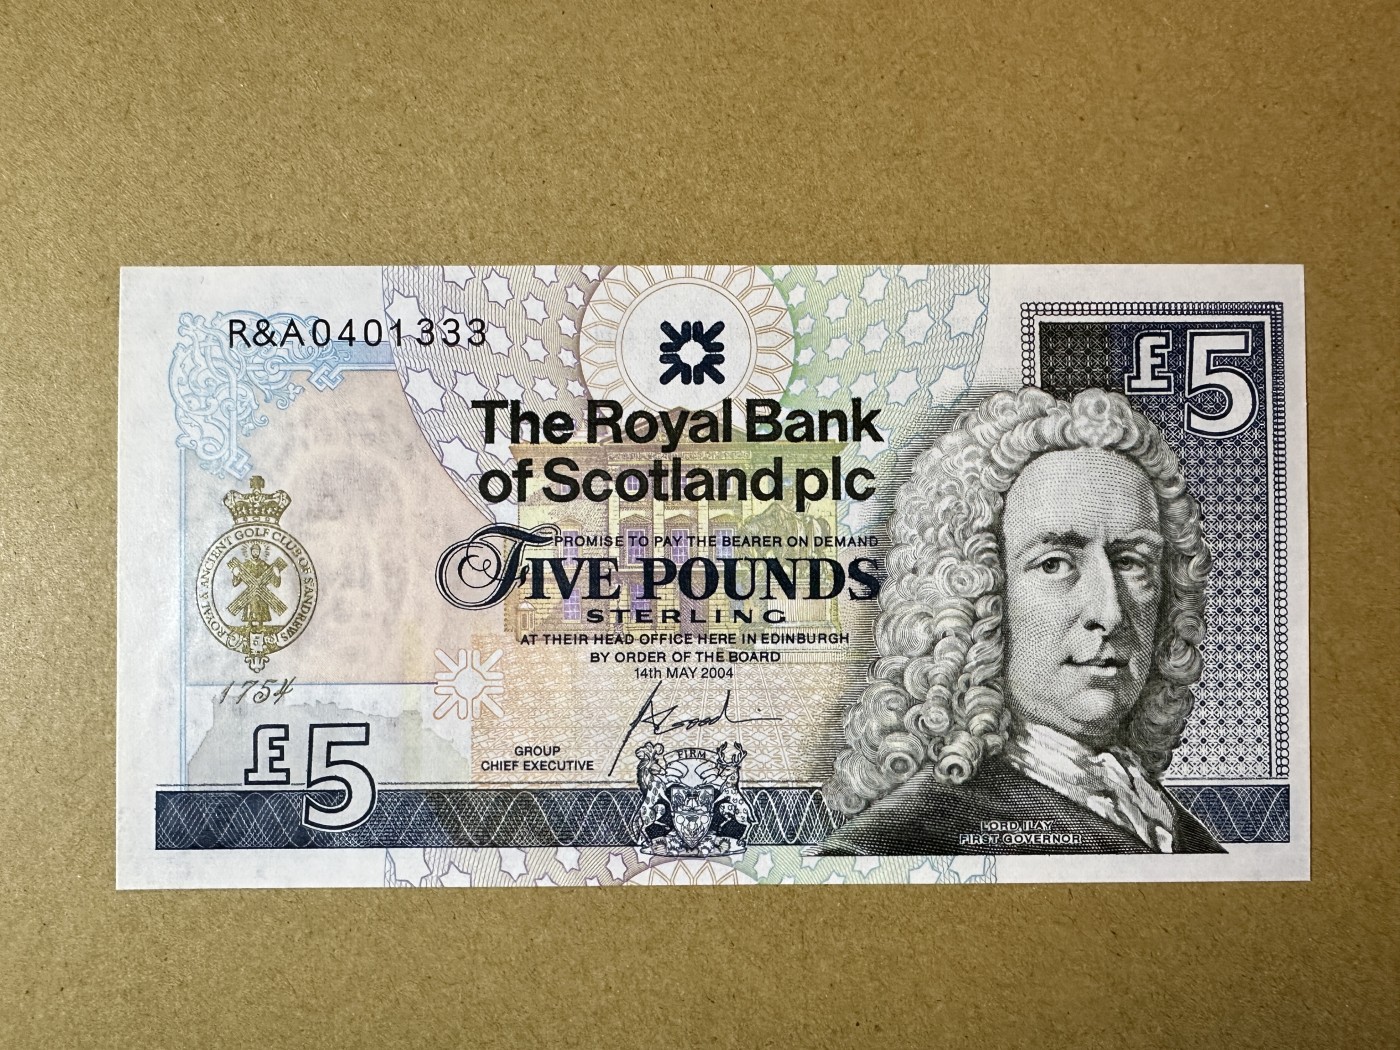 R&A0401333
£5
The Royal Bank
of Scotland plc
PROMISE TO PAY THE BEARER ON DEMAND
FIVE POUNDS
STERLING
AT THEIR HEAD OFFICE HERE IN EDINBURGH
BY ORDER OF THE BOARD
14th MAY 2004
ROYAL & ANCIENT GOLF CLUB OF ST ANDREWS
1754
£5
GROUP
CHIEF EXECUTIVE
FIRM
LORD ILAY
FIRST GOVERNOR